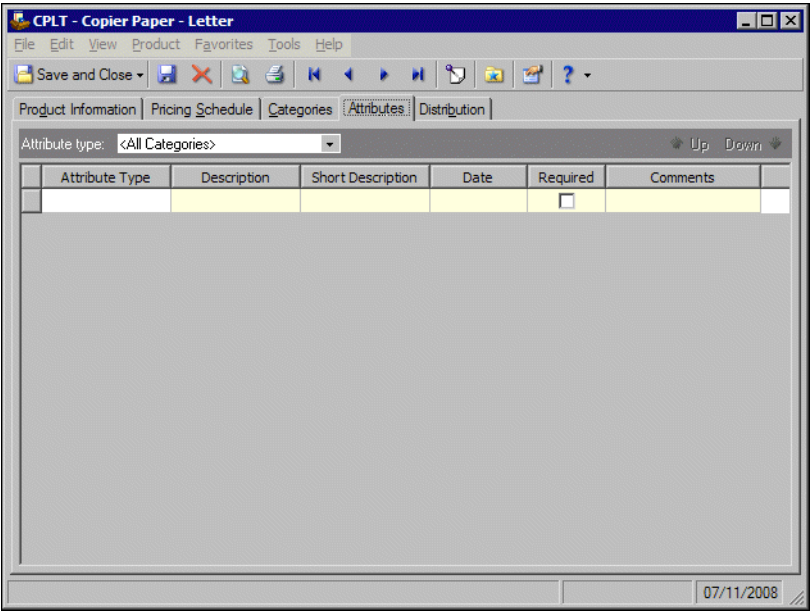 CPLT - Copier Paper - Letter
File Edit View Product Favorites Tools Help
Save and Close ?
Product Information Pricing Schedule Categories Attributes Distribution
Attribute type: <All Categories> Up Down
Attribute Type Description Short Description Date Required Comments
07/11/2008